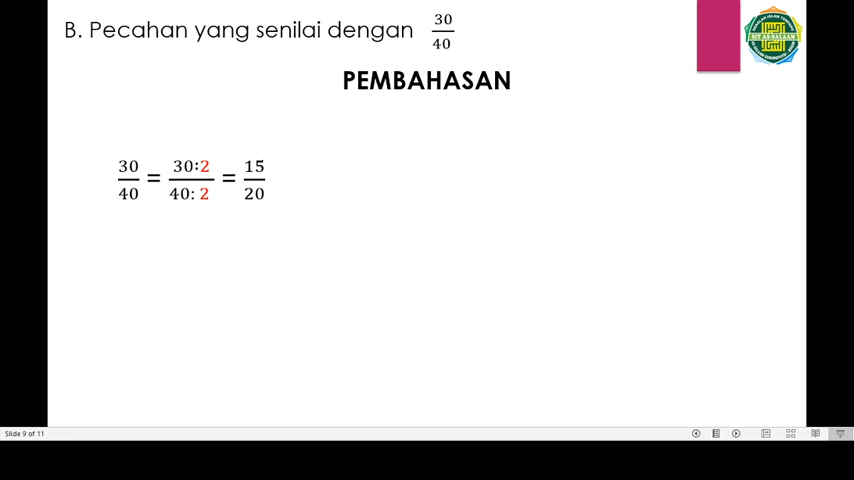 B. Pecahan yang senilai dengan 30/40
PEMBAHASAN
30/40 = 30:2/40: 2 = 15/20
Slide 9 of 11